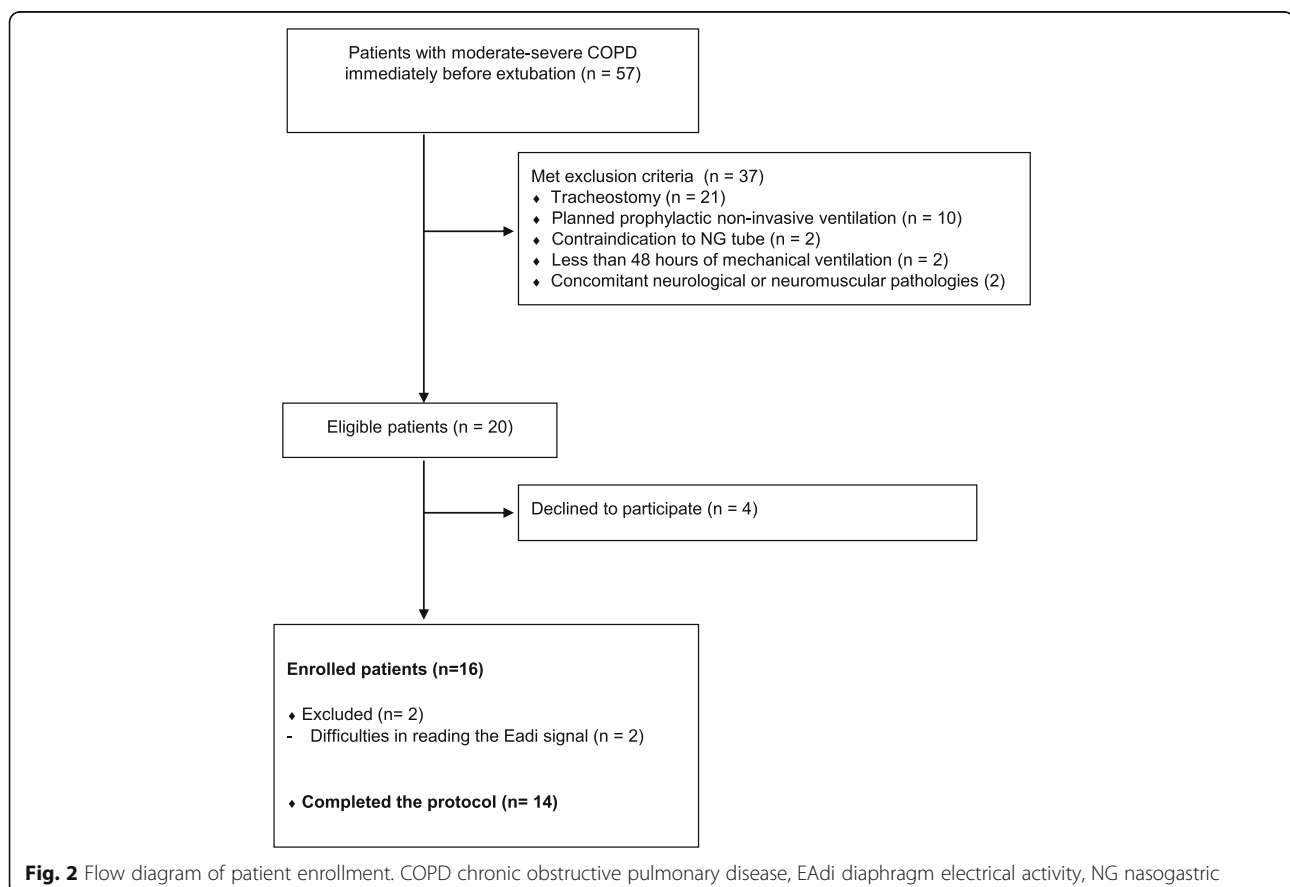 Patients with moderate-severe COPD
immediately before extubation (n = 57)
Met exclusion criteria (n = 37)
♦ Tracheostomy (n = 21)
♦ Planned prophylactic non-invasive ventilation (n = 10)
♦ Contraindication to NG tube (n = 2)
♦ Less than 48 hours of mechanical ventilation (n = 2)
♦ Concomitant neurological or neuromuscular pathologies (2)
Eligible patients (n = 20)
Declined to participate (n = 4)
Enrolled patients (n=16)
♦ Excluded (n= 2)
- Difficulties in reading the Eadi signal (n = 2)
♦ Completed the protocol (n= 14)
Fig. 2 Flow diagram of patient enrollment. COPD chronic obstructive pulmonary disease, EAdi diaphragm electrical activity, NG nasogastric